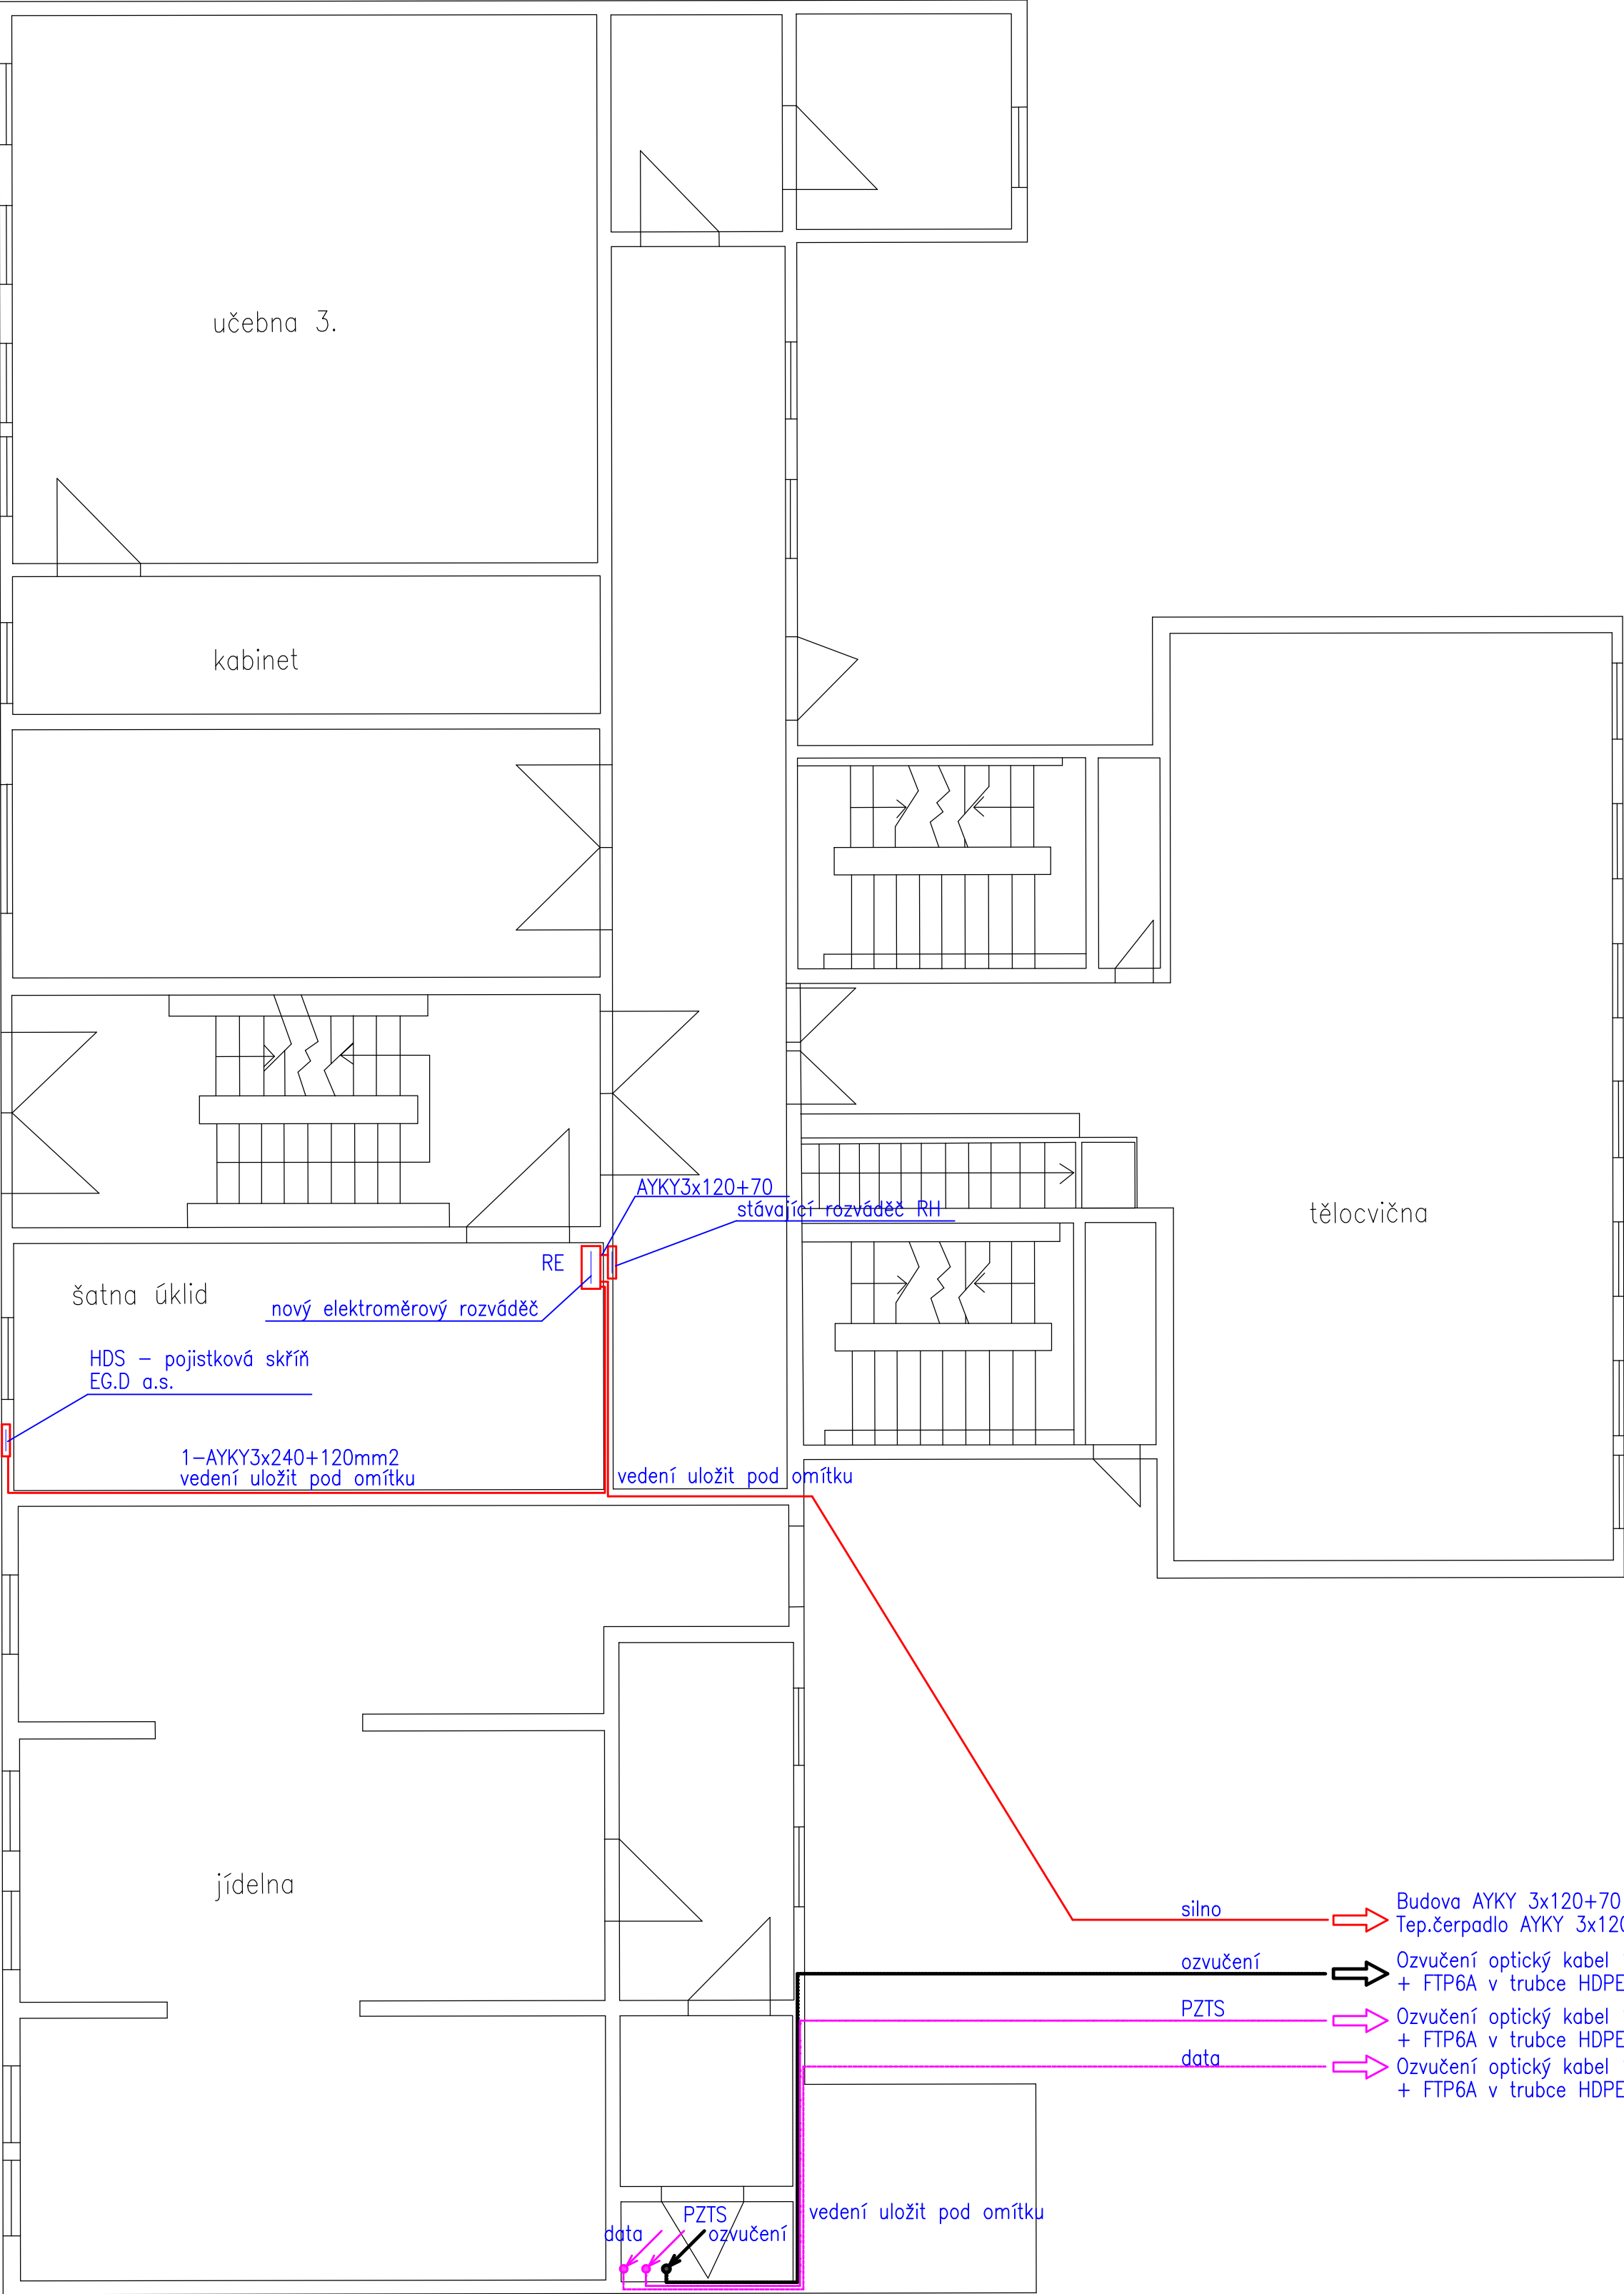 učebna 3.
kabinet
AYKY3x120+70
stávající rozváděč RH
tělocvična
RE
šatna úklid
nový elektroměrový rozváděč
HDS – pojistková skříň
EG.D a.s.
1–AYKY3x240+120mm2
vedení uložit pod omítku
vedení uložit pod omítku
jídelna
silno
Budova AYKY 3x120+70
Tep.čerpadlo AYKY 3x120
ozvučení
Ozvučení optický kabel
+ FTP6A v trubce HDPE
PZTS
Ozvučení optický kabel
+ FTP6A v trubce HDPE
data
Ozvučení optický kabel
+ FTP6A v trubce HDPE
vedení uložit pod omítku
PZTS
data
ozvučení